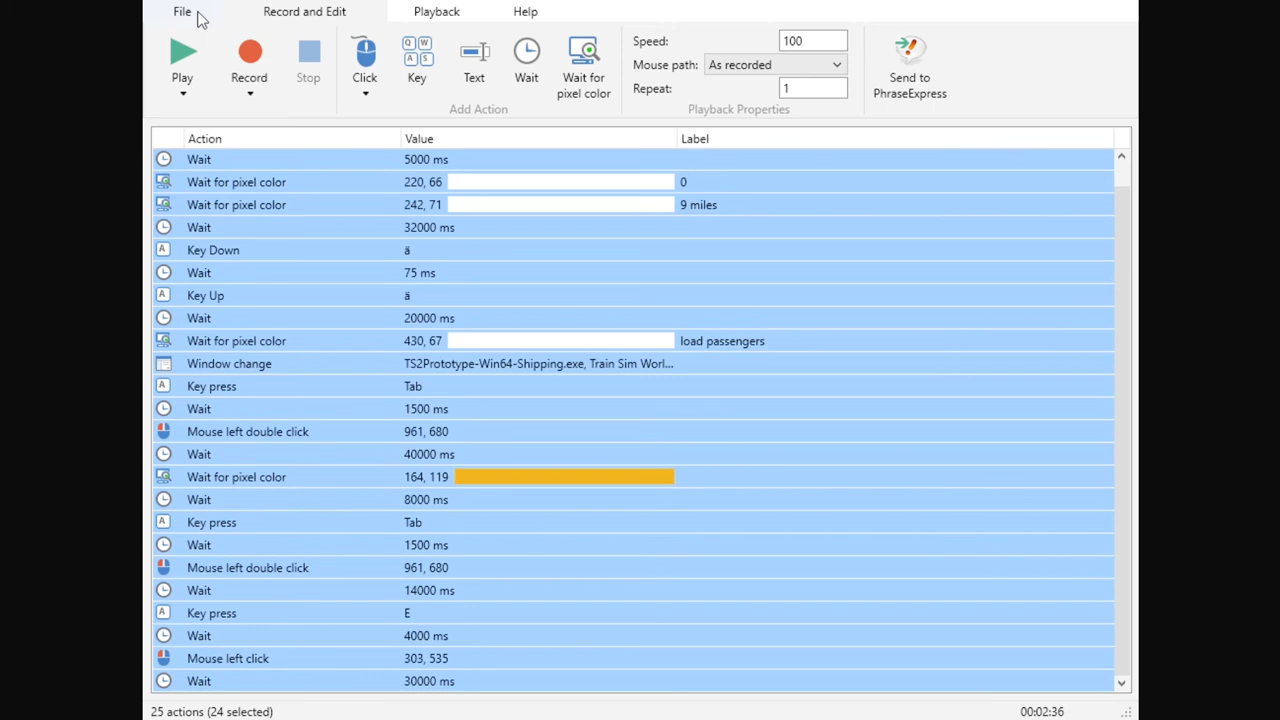 File Record and Edit Playback Help
Play Record Stop Click Key Text Wait Wait for pixel color
Q W A S
Add Action
Speed: 100
Mouse path: As recorded
Repeat: 1
Playback Properties
Send to PhraseExpress
Action Value Label
Wait 5000 ms
Wait for pixel color 220, 66 0
Wait for pixel color 242, 71 9 miles
Wait 32000 ms
A Key Down ä
Wait 75 ms
A Key Up ä
Wait 20000 ms
Wait for pixel color 430, 67 load passengers
Window change TS2Prototype-Win64-Shipping.exe, Train Sim Worl...
A Key press Tab
Wait 1500 ms
Mouse left double click 961, 680
Wait 40000 ms
Wait for pixel color 164, 119
Wait 8000 ms
A Key press Tab
Wait 1500 ms
Mouse left double click 961, 680
Wait 14000 ms
A Key press E
Wait 4000 ms
Mouse left click 303, 535
Wait 30000 ms
25 actions (24 selected) 00:02:36